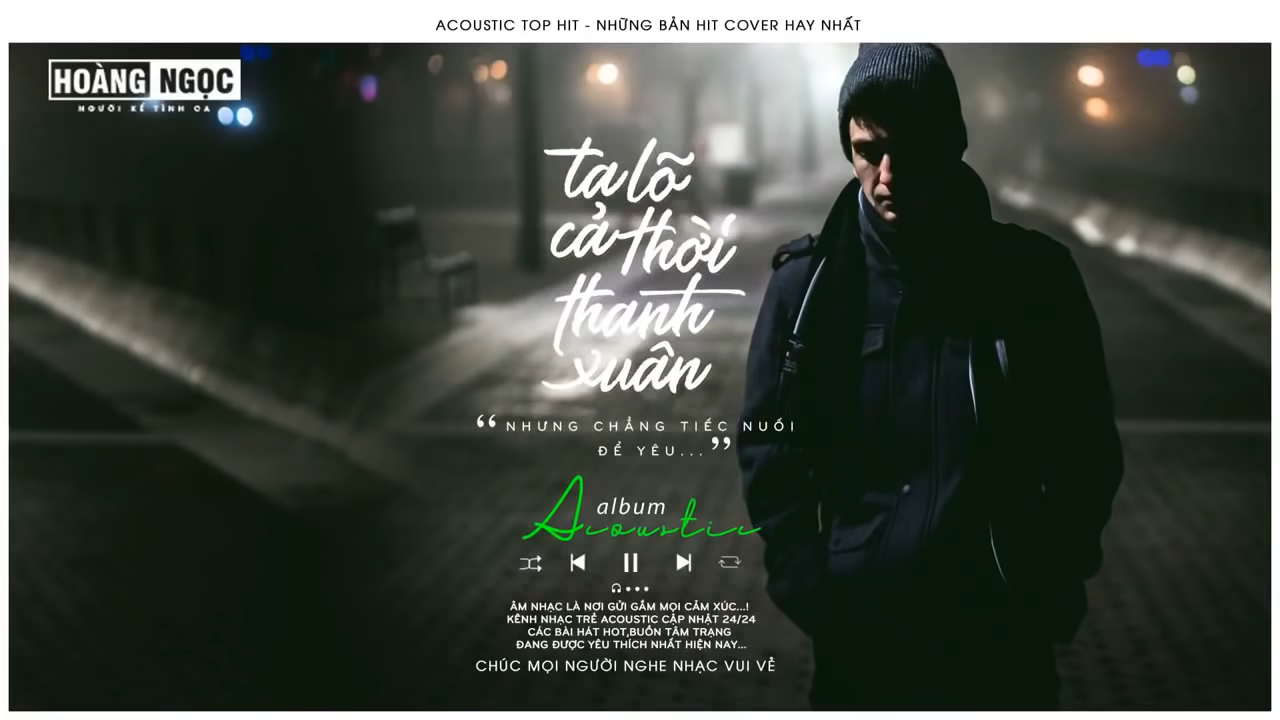 ACOUSTIC TOP HIT - NHỮNG BẢN HIT COVER HAY NHẤT
HOÀNG NGỌC
NGƯỜI KỂ TÌNH CA
ta lỡ
cả thời
thanh
xuân
“ NHƯNG CHẲNG TIẾC NUỐI
ĐỂ YÊU... ”
album
Acoustic
ÂM NHẠC LÀ NƠI GỬI GẮM MỌI CẢM XÚC...!
KÊNH NHẠC TRẺ ACOUSTIC CẬP NHẬT 24/24
CÁC BÀI HÁT HOT,BUỒN TÂM TRẠNG
ĐANG ĐƯỢC YÊU THÍCH NHẤT HIỆN NAY...
CHÚC MỌI NGƯỜI NGHE NHẠC VUI VẺ